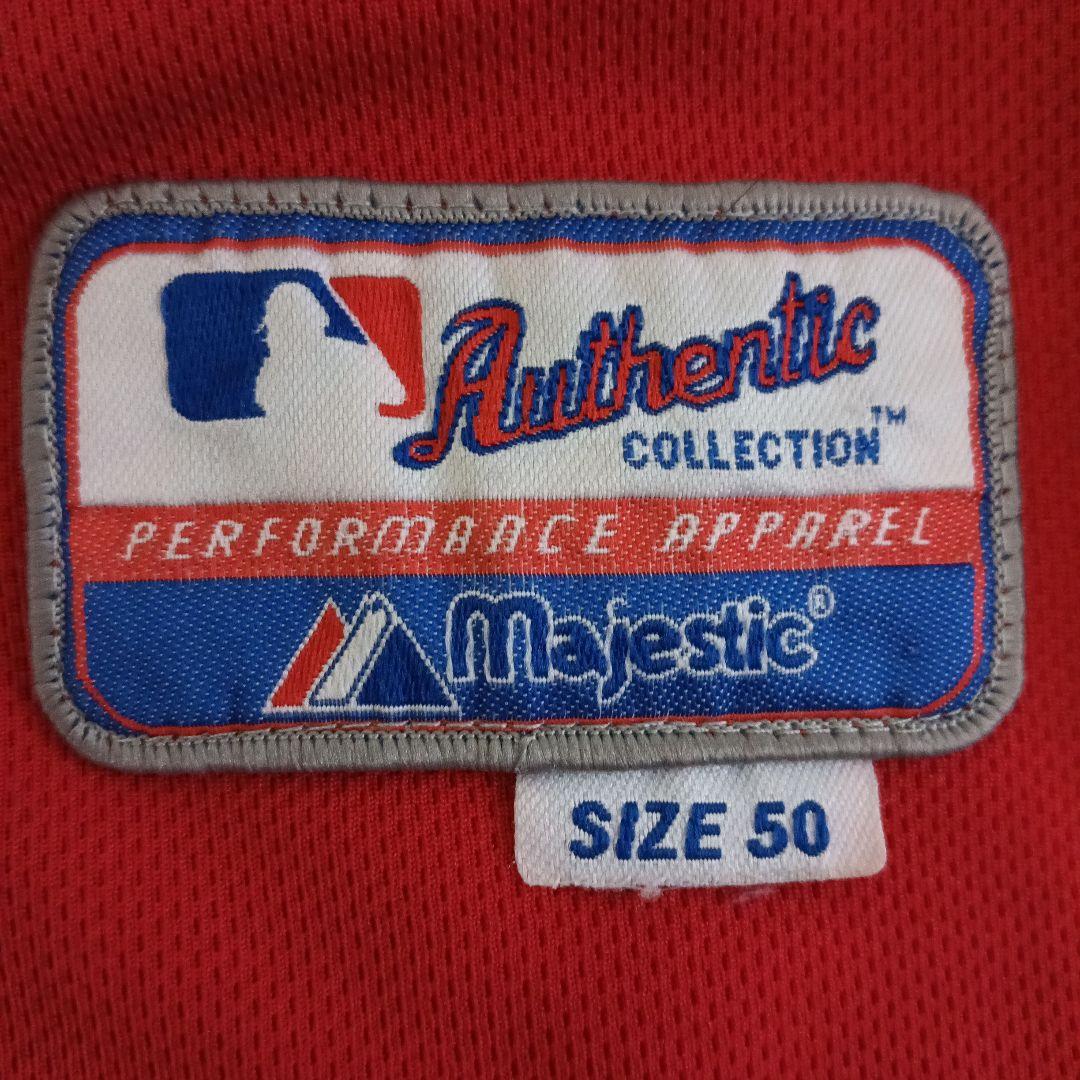 Authentic
COLLECTION™
PERFORMANCE APPAREL
Majestic®
SIZE 50